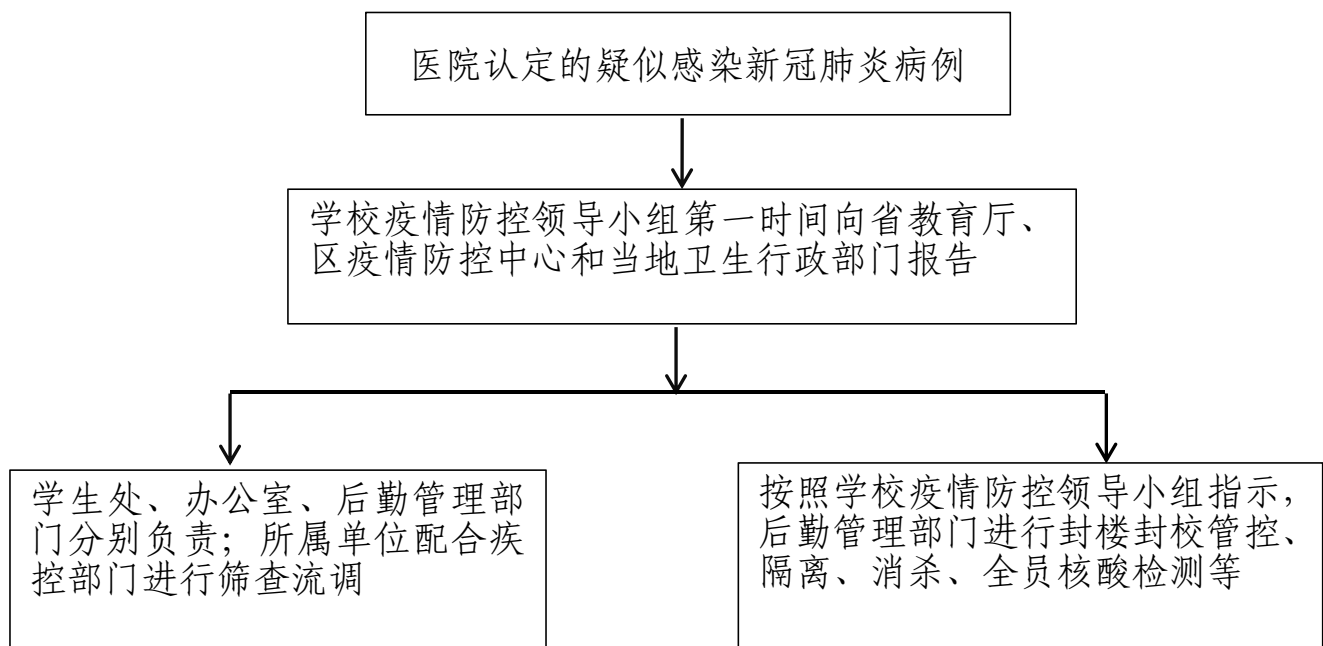 医院认定的疑似感染新冠肺炎病例
学校疫情防控领导小组第一时间向省教育厅、
区疫情防控中心和当地卫生行政部门报告
学生处、办公室、后勤管理部
门分别负责；所属单位配合疾
控部门进行筛查流调
按照学校疫情防控领导小组指示，
后勤管理部门进行封楼封校管控、
隔离、消杀、全员核酸检测等